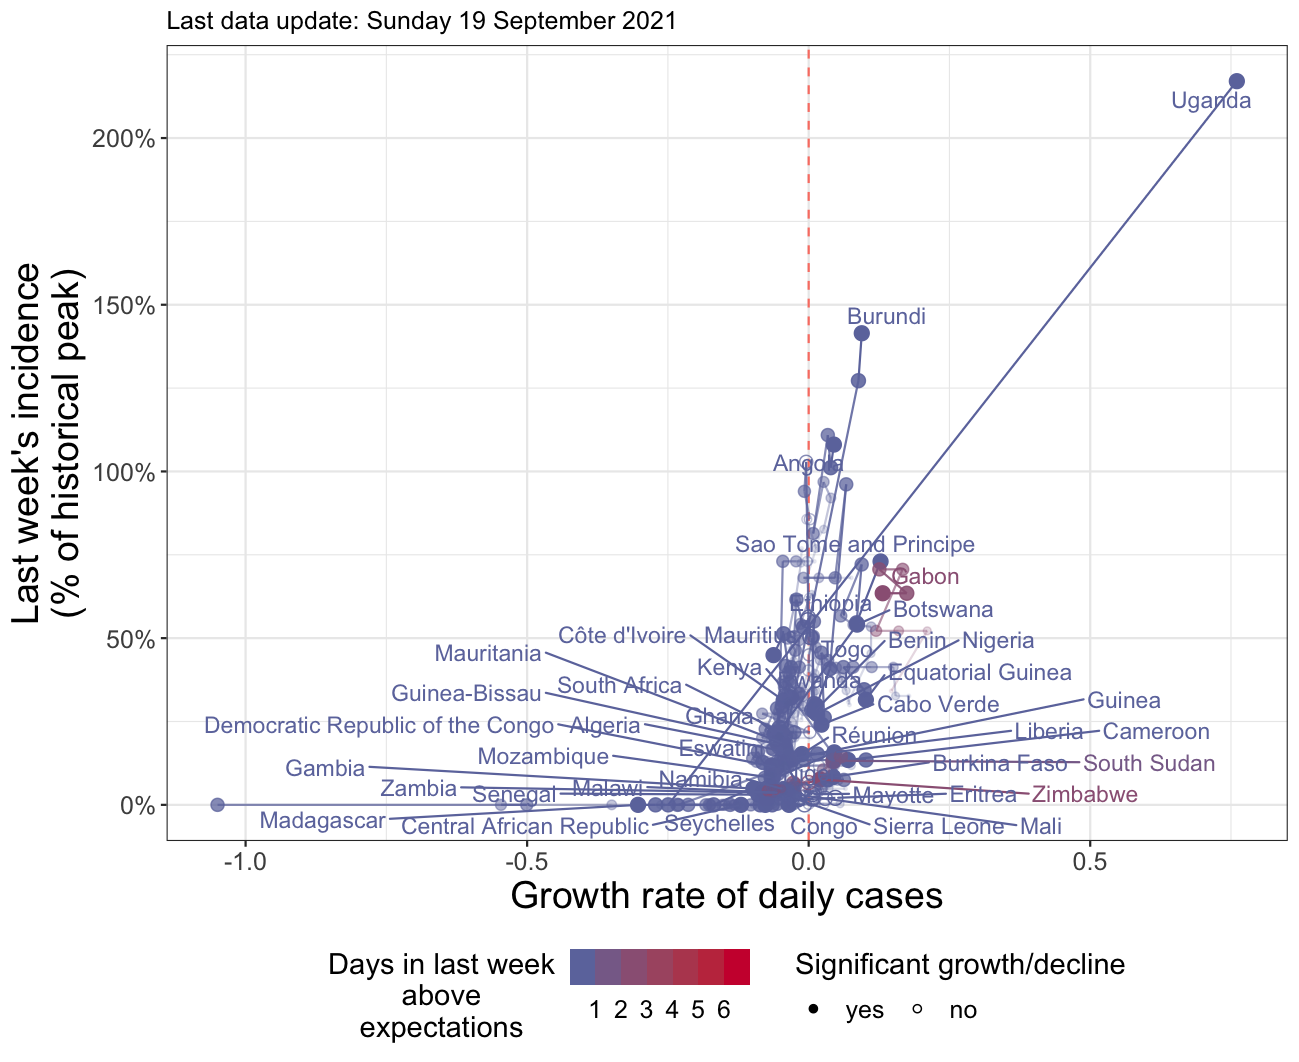 Last data update: Sunday 19 September 2021
Last week's incidence
(% of historical peak)
200%
150%
100%
50%
0%
Uganda
Burundi
Angola
Sao Tome and Principe
Gabon
Ethiopia
Botswana
Côte d'Ivoire
Mauritius
Togo
Benin
Nigeria
Mauritania
Kenya
Rwanda
Equatorial Guinea
South Africa
Guinea-Bissau
Cabo Verde
Guinea
Ghana
Democratic Republic of the Congo
Algeria
Réunion
Liberia
Cameroon
Eswatini
Mozambique
Burkina Faso
South Sudan
Gambia
Namibia
Zambia
Senegal
Malawi
Mayotte
Eritrea
Zimbabwe
Madagascar
Central African Republic
Seychelles
Congo
Sierra Leone
Mali
-1.0
-0.5
0.0
0.5
Growth rate of daily cases
Days in last week
above
expectations
1 2 3 4 5 6
Significant growth/decline
yes
no